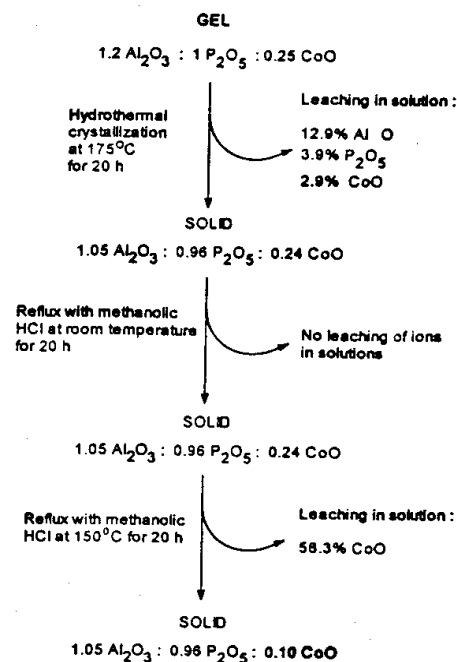 GEL
1.2 Al₂O₃ : 1 P₂O₅ : 0.25 CoO
Hydrothermal
crystallization
at 175°C
for 20 h
Leaching in solution :
12.9% Al O
3.9% P₂O₅
2.9% CoO
SOLID
1.05 Al₂O₃ : 0.96 P₂O₅ : 0.24 CoO
Reflux with methanolic
HCl at room temperature
for 20 h
No leaching of ions
in solutions
SOLID
1.05 Al₂O₃ : 0.96 P₂O₅ : 0.24 CoO
Reflux with methanolic
HCl at 150°C for 20 h
Leaching in solution :
56.3% CoO
SOLID
1.05 Al₂O₃ : 0.96 P₂O₅ : 0.10 CoO